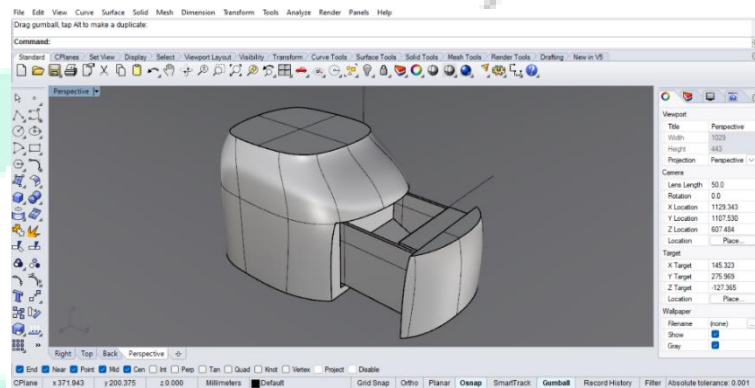 File Edit View Curve Surface Solid Mesh Dimension Transform Tools Analyze Render Panels Help
Drag gumball, tap Alt to make a duplicate:
Command:
Standard CPlanes Set View Display Select Viewport Layout Visibility Transform Curve Tools Surface Tools Solid Tools Mesh Tools Render Tools Drafting New in V5
Perspective
Viewport
Title Perspective
Width 1029
Height 443
Projection Perspective
Camera
Lens Length 50.0
Rotation 0.0
X Location 1129.343
Y Location 1107.530
Z Location 607.484
Location Place...
Target
X Target 145.323
Y Target 275.969
Z Target -127.365
Location Place...
Wallpaper
Filename (none)
Show
Gray
Right Top Back Perspective
End Near Point Mid Cen Int Perp Tan Quad Knot Vertex Project Disable
CPlane x 371.943 y 200.375 z 0.000 Millimeters Default Grid Snap Ortho Planar Osnap SmartTrack Gumball Record History Filter Absolute tolerance: 0.001